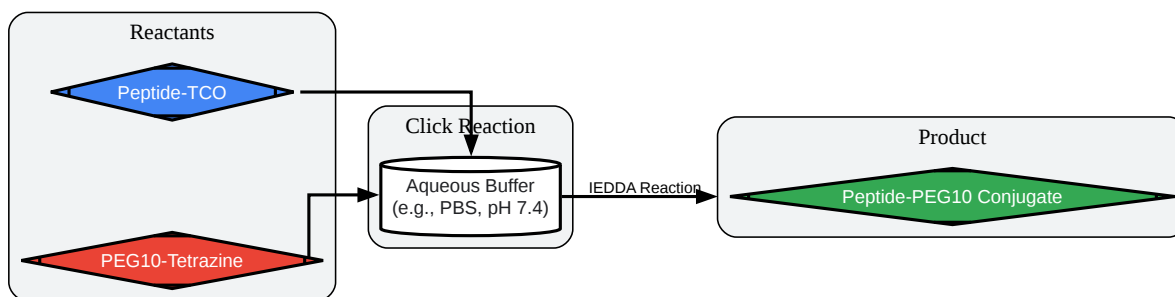 Reactants
Peptide-TCO
PEG10-Tetrazine
Click Reaction
Aqueous Buffer
(e.g., PBS, pH 7.4)
IEDDA Reaction
Product
Peptide-PEG10 Conjugate